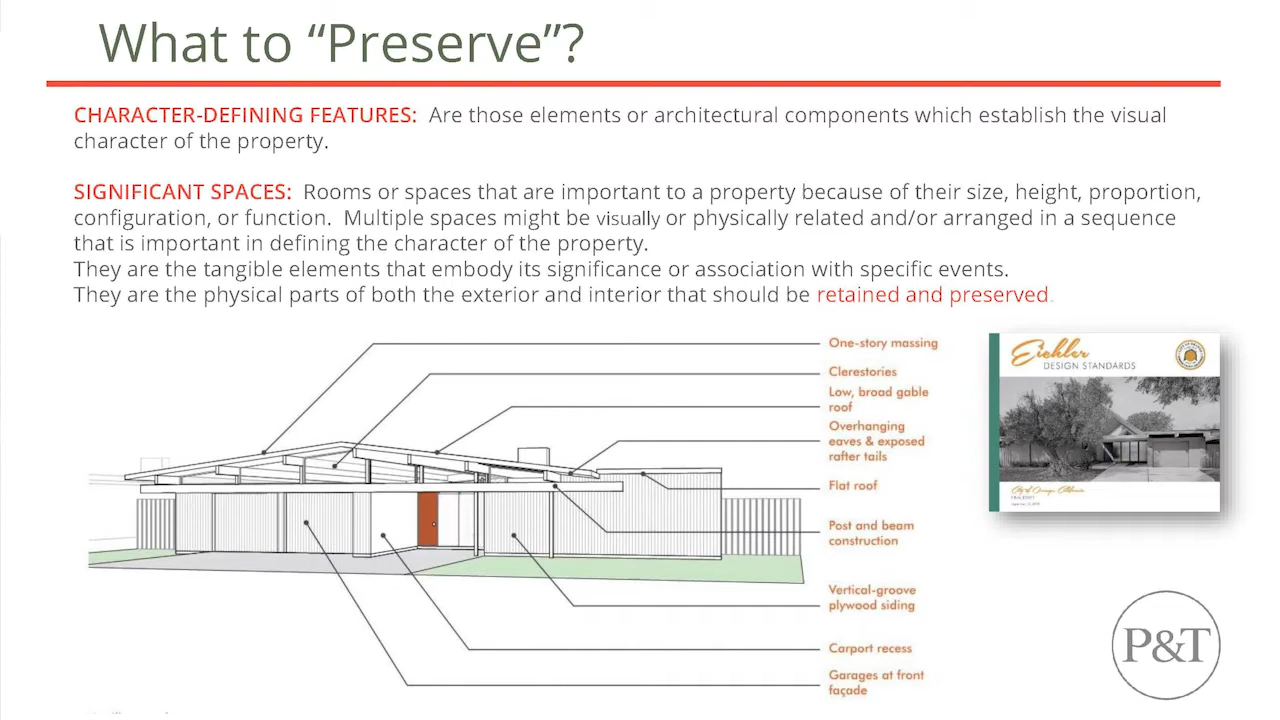 What to “Preserve”?
CHARACTER-DEFINING FEATURES: Are those elements or architectural components which establish the visual
character of the property.
SIGNIFICANT SPACES: Rooms or spaces that are important to a property because of their size, height, proportion,
configuration, or function. Multiple spaces might be visually or physically related and/or arranged in a sequence
that is important in defining the character of the property.
They are the tangible elements that embody its significance or association with specific events.
They are the physical parts of both the exterior and interior that should be retained and preserved.
One-story massing
Clerestories
Low, broad gable
roof
Overhanging
eaves & exposed
rafter tails
Flat roof
Post and beam
construction
Vertical-groove
plywood siding
Carport recess
Garages at front
façade
Eichler
DESIGN STANDARDS
City of Orange, California
P&T